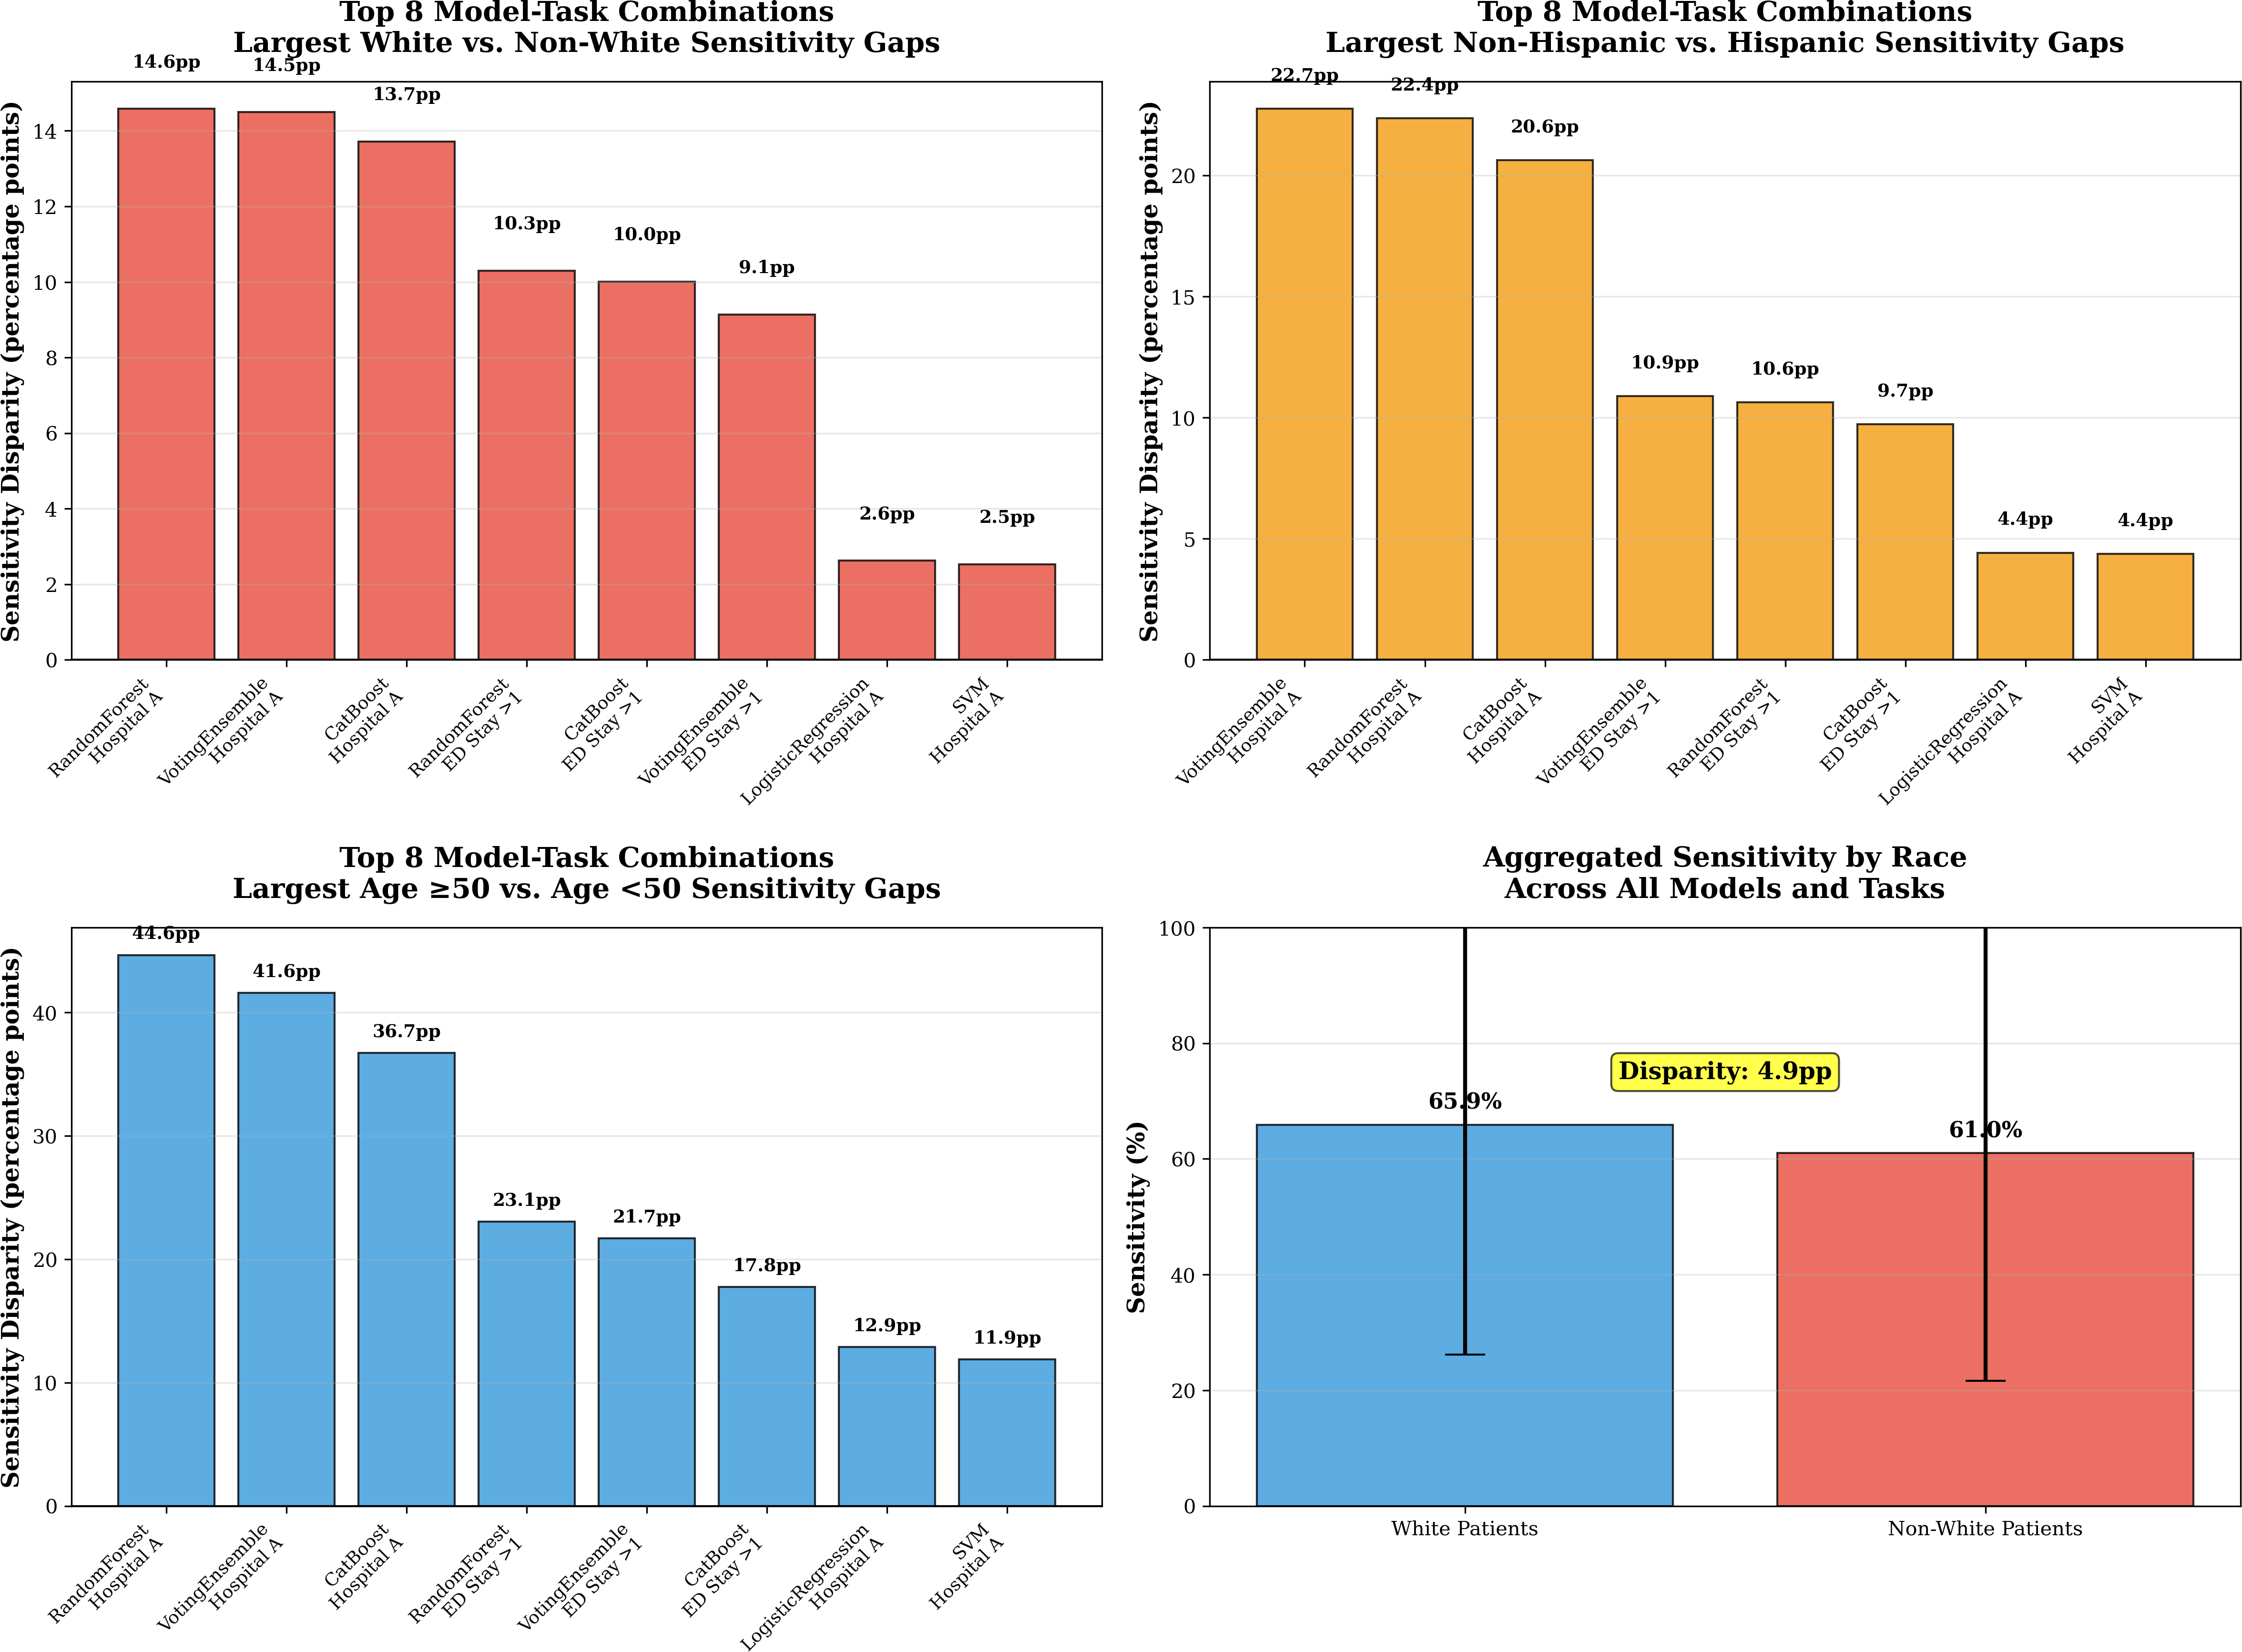 Top 8 Model-Task Combinations
Largest White vs. Non-White Sensitivity Gaps
14.6pp
14.5pp
13.7pp
10.3pp
10.0pp
9.1pp
2.6pp
2.5pp
Sensitivity Disparity (percentage points)
14
12
10
8
6
4
2
0
RandomForest
Hospital A
VotingEnsemble
Hospital A
CatBoost
Hospital A
RandomForest
ED Stay >1
CatBoost
ED Stay >1
VotingEnsemble
ED Stay >1
LogisticRegression
Hospital A
SVM
Hospital A
Top 8 Model-Task Combinations
Largest Non-Hispanic vs. Hispanic Sensitivity Gaps
22.7pp
22.4pp
20.6pp
10.9pp
10.6pp
9.7pp
4.4pp
4.4pp
Sensitivity Disparity (percentage points)
20
15
10
5
0
VotingEnsemble
Hospital A
RandomForest
Hospital A
CatBoost
Hospital A
VotingEnsemble
ED Stay >1
RandomForest
ED Stay >1
CatBoost
ED Stay >1
LogisticRegression
Hospital A
SVM
Hospital A
Top 8 Model-Task Combinations
Largest Age ≥50 vs. Age <50 Sensitivity Gaps
44.6pp
41.6pp
36.7pp
23.1pp
21.7pp
17.8pp
12.9pp
11.9pp
Sensitivity Disparity (percentage points)
40
30
20
10
0
RandomForest
Hospital A
VotingEnsemble
Hospital A
CatBoost
Hospital A
RandomForest
ED Stay >1
VotingEnsemble
ED Stay >1
CatBoost
ED Stay >1
LogisticRegression
Hospital A
SVM
Hospital A
Aggregated Sensitivity by Race
Across All Models and Tasks
Disparity: 4.9pp
65.9%
61.0%
Sensitivity (%)
100
80
60
40
20
0
White Patients
Non-White Patients